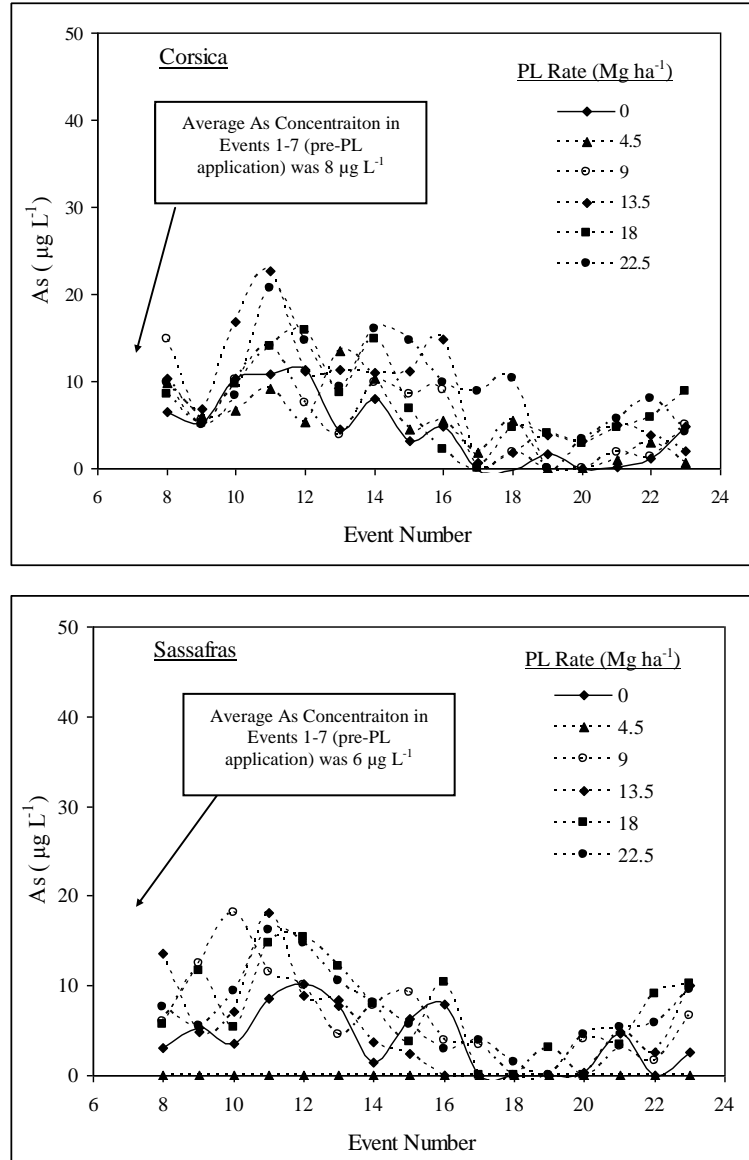 50
Corsica
PL Rate (Mg ha-1)
0
4.5
9
13.5
18
22.5
Average As Concentraiton in
Events 1-7 (pre-PL
application) was 8 µg L-1
40
30
20
10
0
As ( µg L-1)
6 8 10 12 14 16 18 20 22 24
Event Number
50
Sassafras
PL Rate (Mg ha-1)
0
4.5
9
13.5
18
22.5
Average As Concentraiton in
Events 1-7 (pre-PL
application) was 6 µg L-1
40
30
20
10
0
As ( µg L-1)
6 8 10 12 14 16 18 20 22 24
Event Number